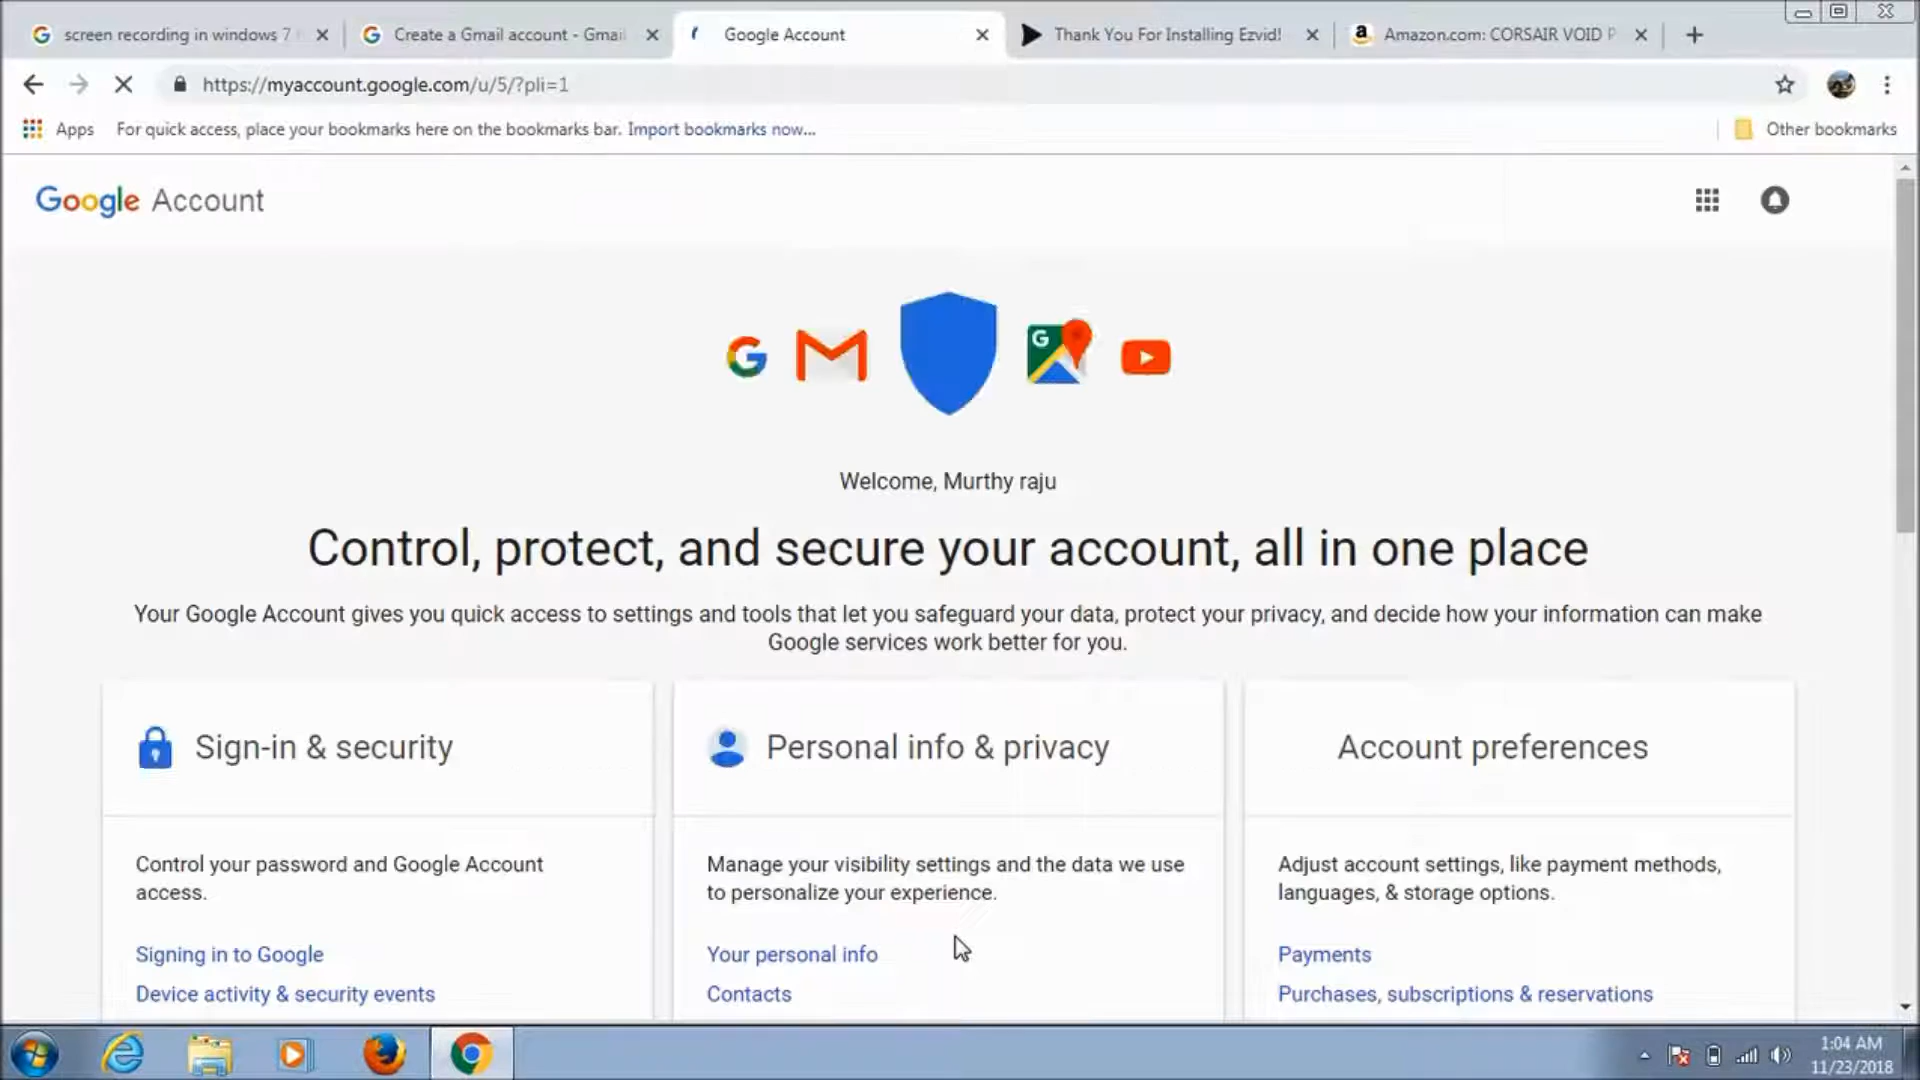 screen recording in windows 7
Create a Gmail account - Gmai
Google Account
Thank You For Installing Ezvid!
Amazon.com: CORSAIR VOID P
https://myaccount.google.com/u/5/?pli=1
Apps
For quick access, place your bookmarks here on the bookmarks bar. Import bookmarks now...
Other bookmarks
Google Account
Welcome, Murthy raju
Control, protect, and secure your account, all in one place
Your Google Account gives you quick access to settings and tools that let you safeguard your data, protect your privacy, and decide how your information can make
Google services work better for you.
Sign-in & security
Control your password and Google Account
access.
Signing in to Google
Device activity & security events
Personal info & privacy
Manage your visibility settings and the data we use
to personalize your experience.
Your personal info
Contacts
Account preferences
Adjust account settings, like payment methods,
languages, & storage options.
Payments
Purchases, subscriptions & reservations
1:04 AM
11/23/2018